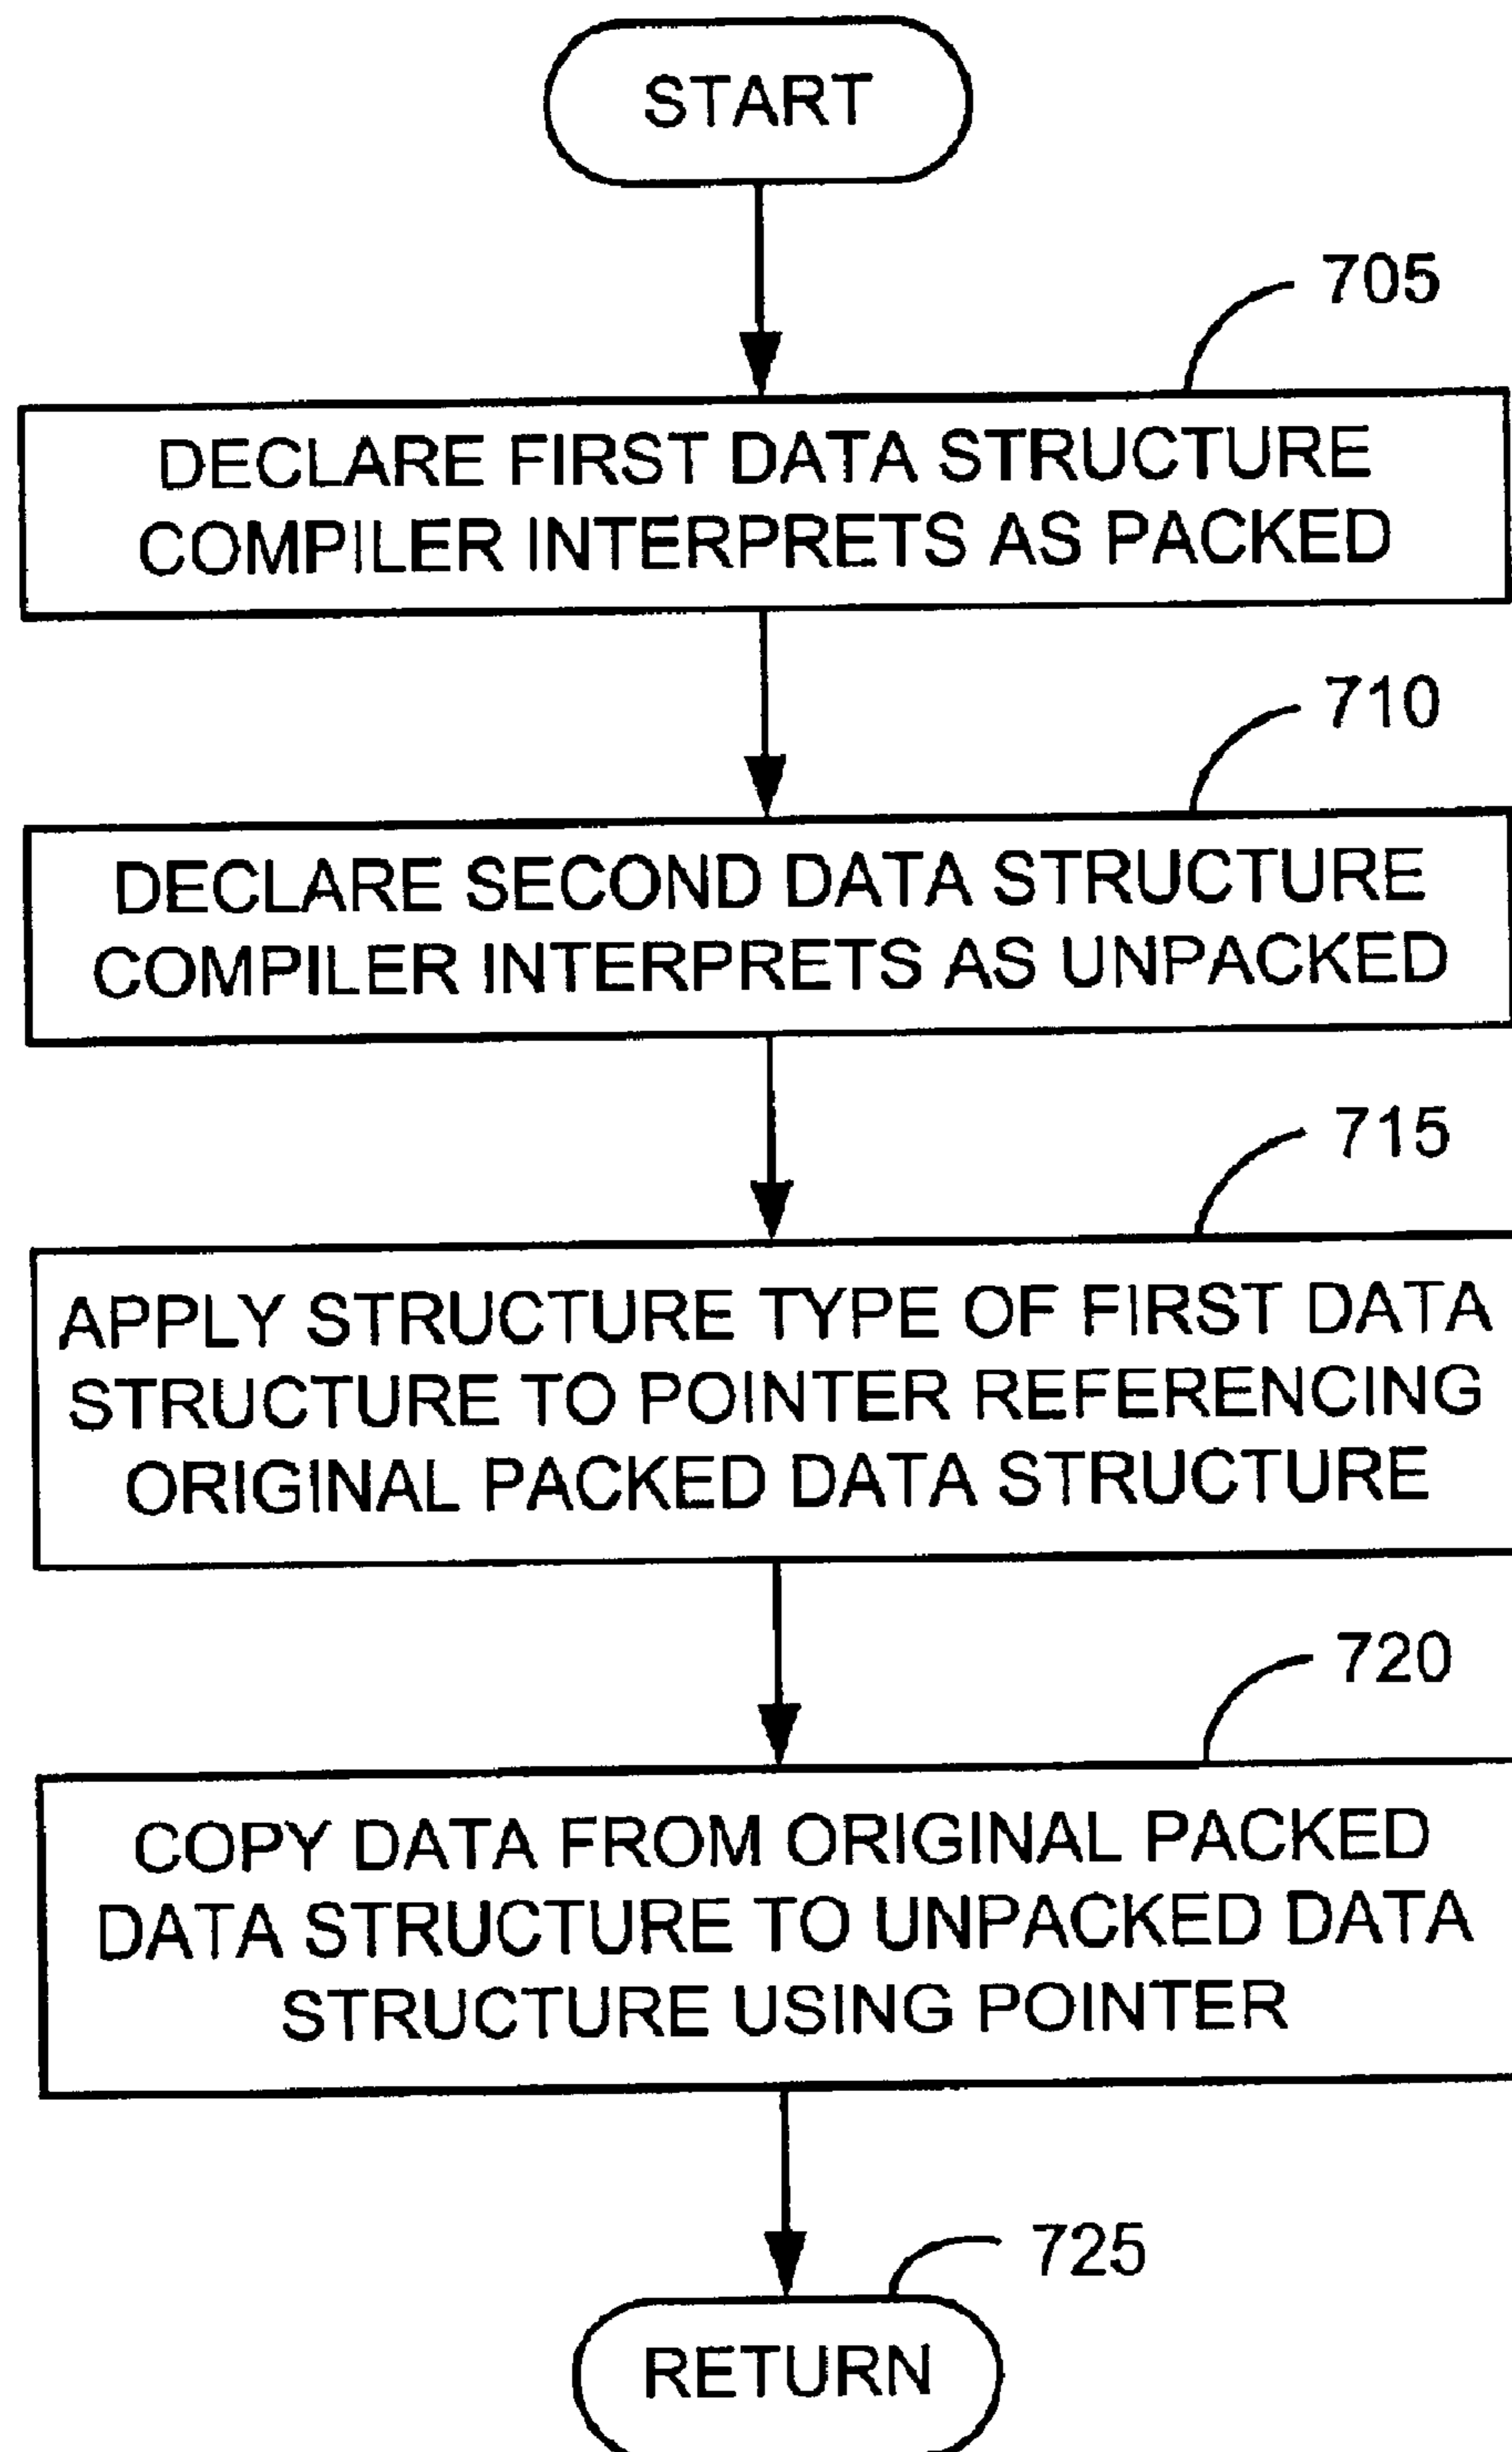 START
705
DECLARE FIRST DATA STRUCTURE
COMPILER INTERPRETS AS PACKED
710
DECLARE SECOND DATA STRUCTURE
COMPILER INTERPRETS AS UNPACKED
715
APPLY STRUCTURE TYPE OF FIRST DATA
STRUCTURE TO POINTER REFERENCING
ORIGINAL PACKED DATA STRUCTURE
720
COPY DATA FROM ORIGINAL PACKED
DATA STRUCTURE TO UNPACKED DATA
STRUCTURE USING POINTER
725
RETURN